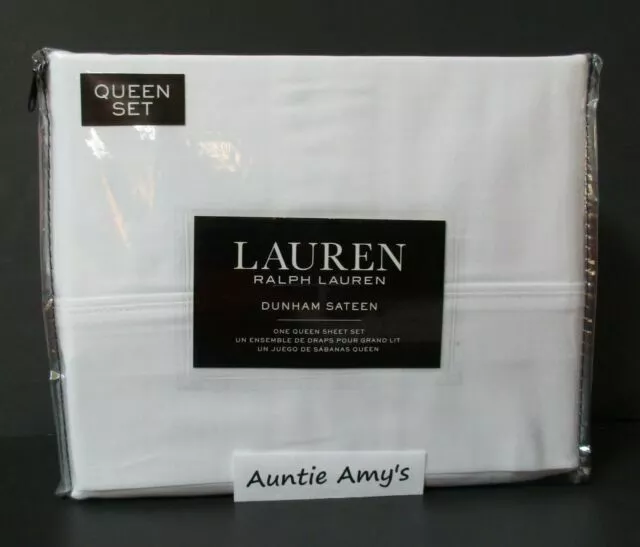 QUEEN
SET
LAUREN
RALPH LAUREN
DUNHAM SATEEN
ONE QUEEN SHEET SET
UN ENSEMBLE DE DRAPS POUR GRAND LIT
UN JUEGO DE SABANAS QUEEN
Auntie Amy's